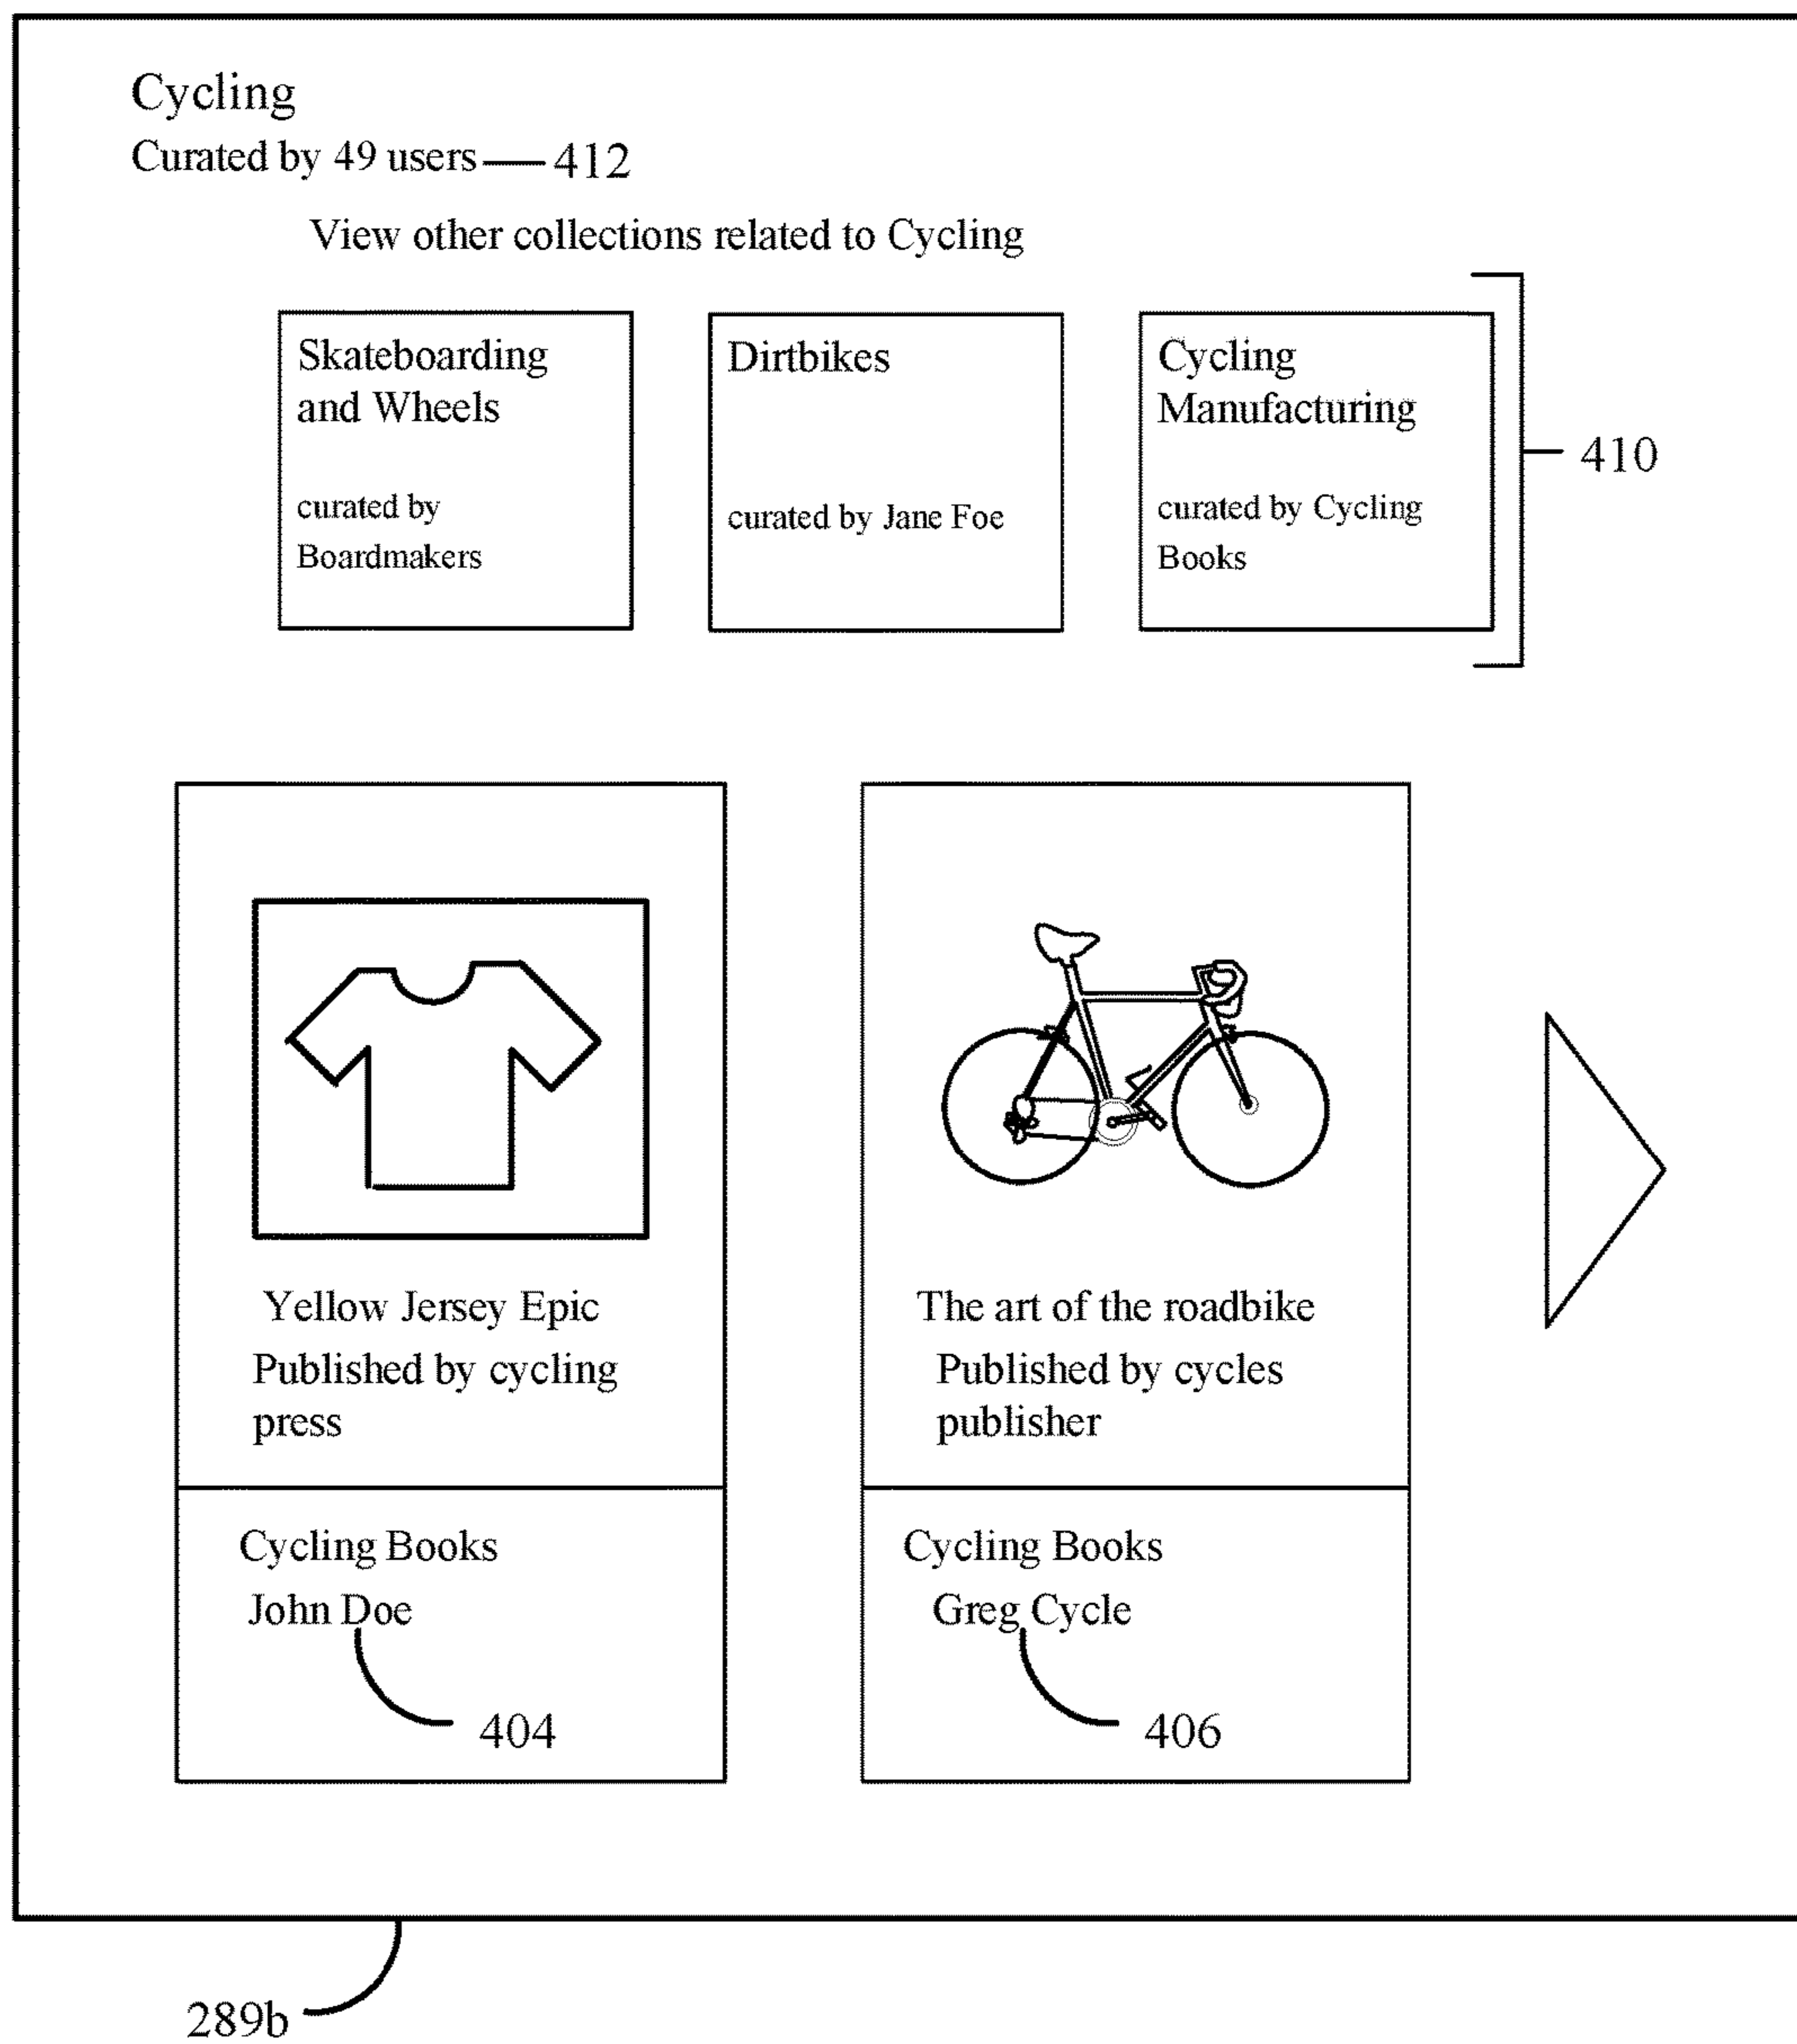 Cycling
Curated by 49 users 412
View other collections related to Cycling
Skateboarding
and Wheels
curated by
Boardmakers
Dirtbikes
curated by Jane Foe
Cycling
Manufacturing
curated by Cycling
Books
410
Yellow Jersey Epic
Published by cycling
press
Cycling Books
John Doe
404
The art of the roadbike
Published by cycles
publisher
Cycling Books
Greg Cycle
406
289b